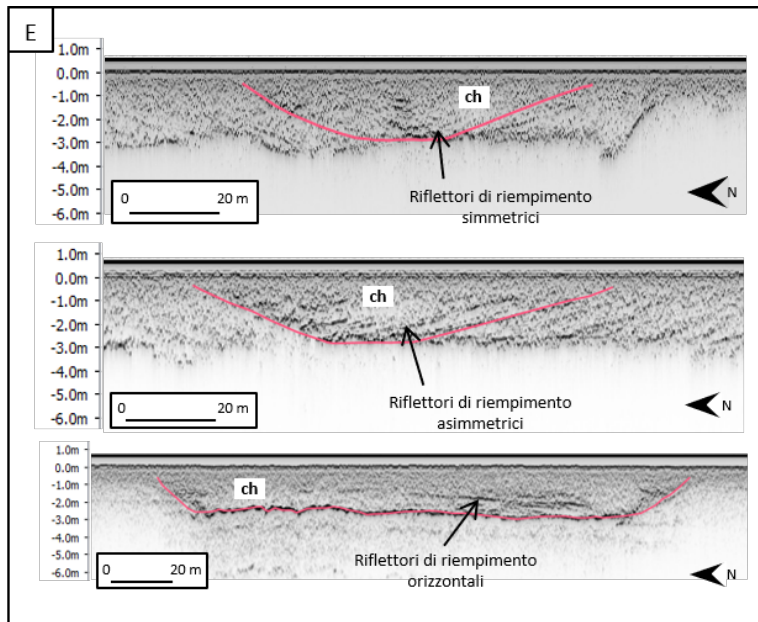 E
1.0m
0.0m
-1.0m
-2.0m
-3.0m
-4.0m
-5.0m
-6.0m
ch
Riflettori di riempimento
simmetrici
0 20 m
N
1.0m
0.0m
-1.0m
-2.0m
-3.0m
-4.0m
-5.0m
-6.0m
ch
Riflettori di riempimento
asimmetrici
0 20 m
N
1.0m
0.0m
-1.0m
-2.0m
-3.0m
-4.0m
-5.0m
-6.0m
ch
Riflettori di riempimento
orizzontali
0 20 m
N